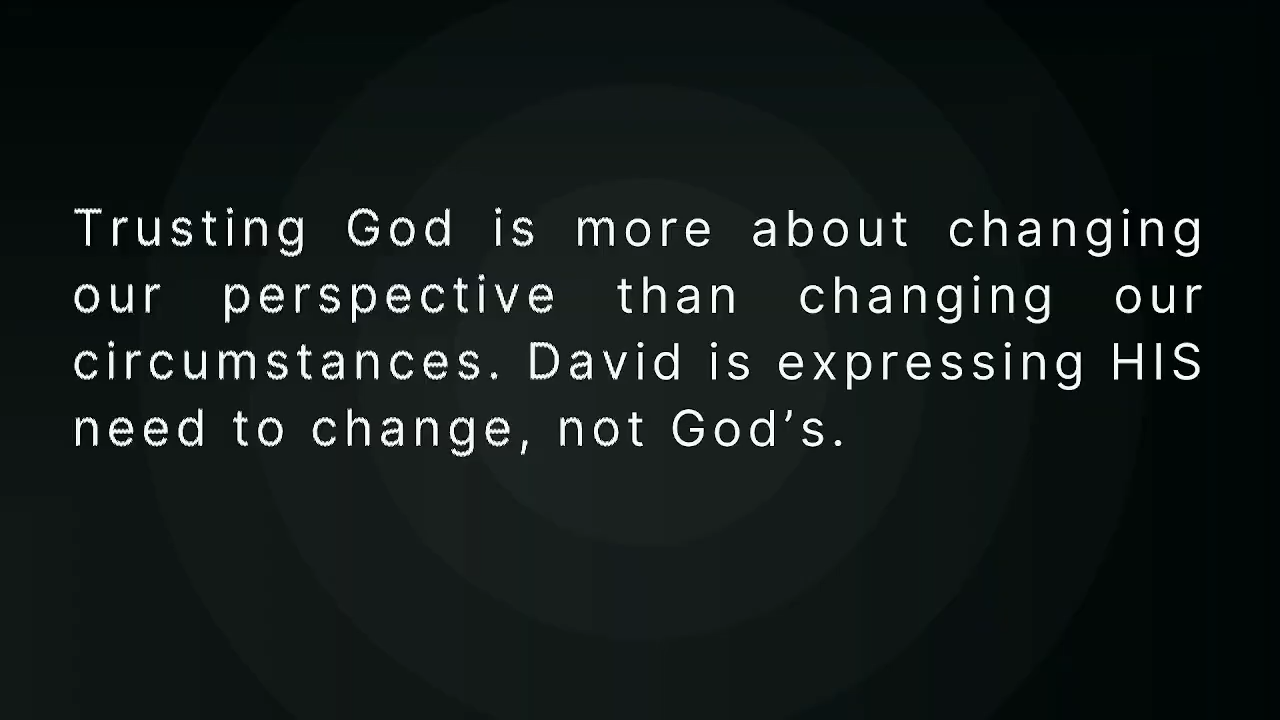 Trusting God is more about changing
our perspective than changing our
circumstances. David is expressing HIS
need to change, not God’s.